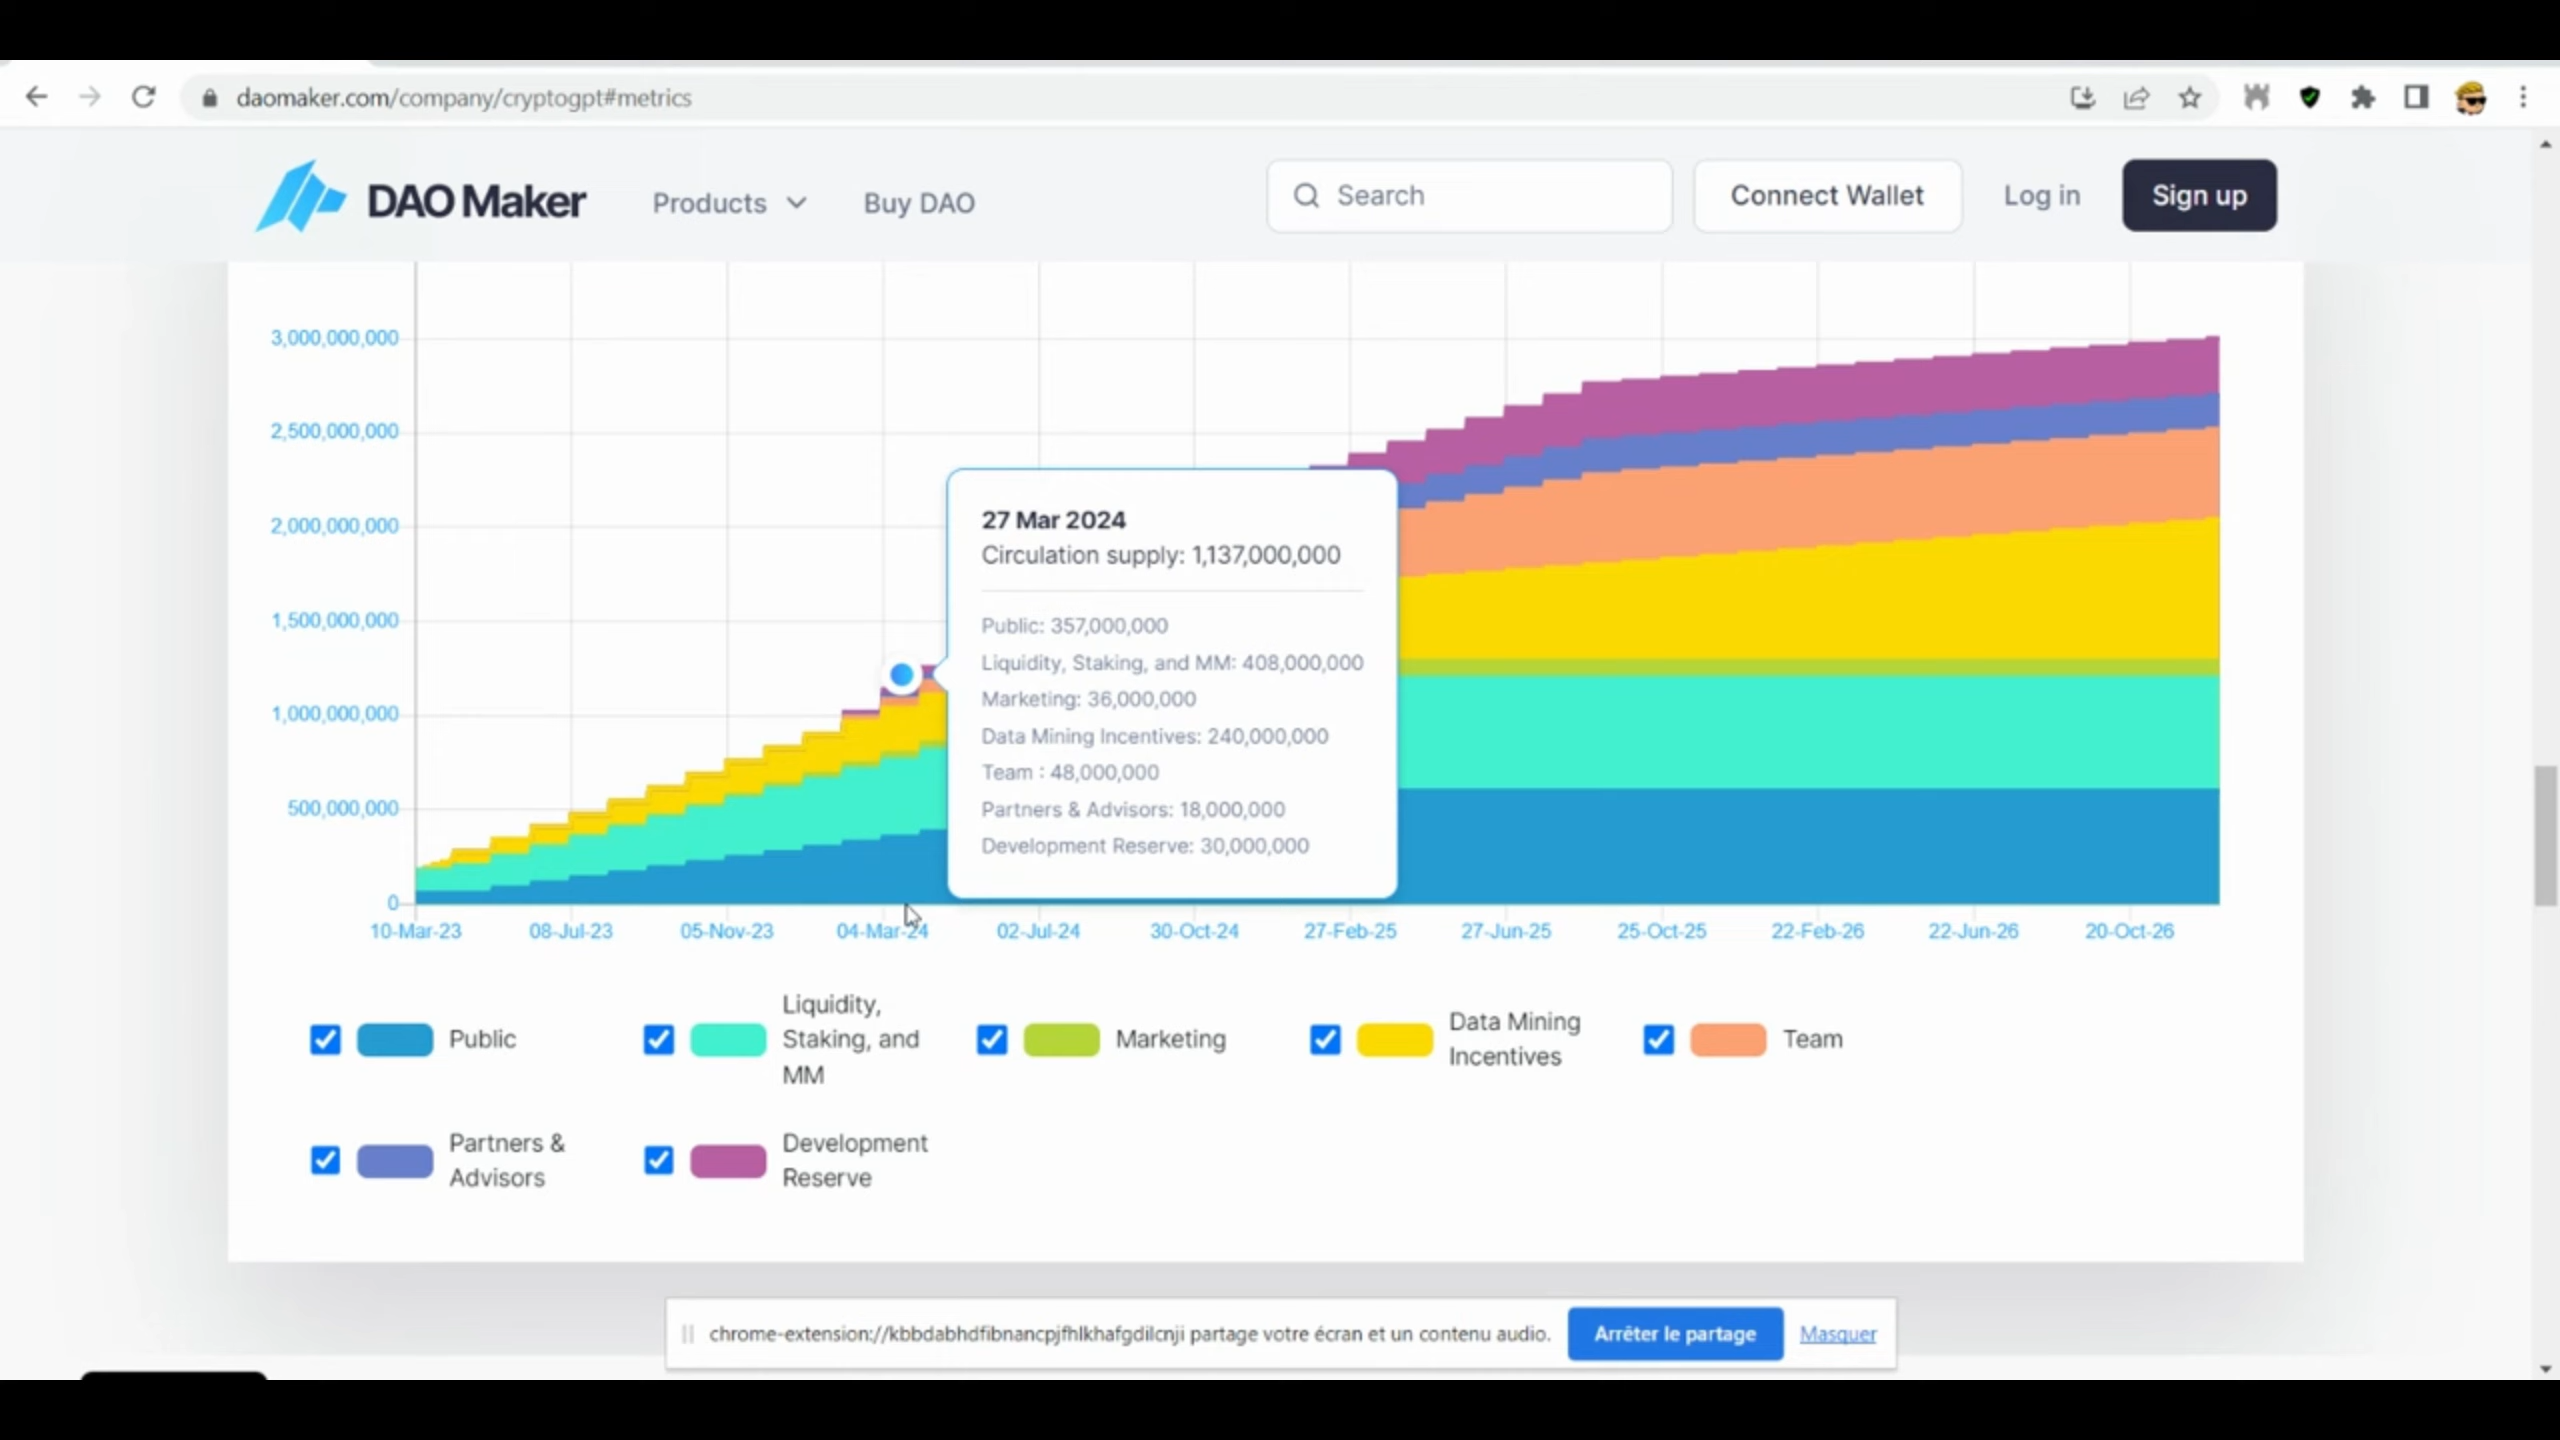 daomaker.com/company/cryptogpt#metrics
DAO Maker
Products
Buy DAO
Search
Connect Wallet
Log in
Sign up
3,000,000,000
2,500,000,000
2,000,000,000
1,500,000,000
1,000,000,000
500,000,000
0
27 Mar 2024
Circulation supply: 1,137,000,000
Public: 357,000,000
Liquidity, Staking, and MM: 408,000,000
Marketing: 36,000,000
Data Mining Incentives: 240,000,000
Team : 48,000,000
Partners & Advisors: 18,000,000
Development Reserve: 30,000,000
10-Mar-23
08-Jul-23
05-Nov-23
04-Mar-24
02-Jul-24
30-Oct-24
27-Feb-25
27-Jun-25
25-Oct-25
22-Feb-26
22-Jun-26
20-Oct-26
Public
Liquidity,
Staking, and
MM
Marketing
Data Mining
Incentives
Team
Partners &
Advisors
Development
Reserve
chrome-extension://kbbdabhdfibnancpjfhlkhafgdilcnji partage votre écran et un contenu audio.
Arrêter le partage
Masquer